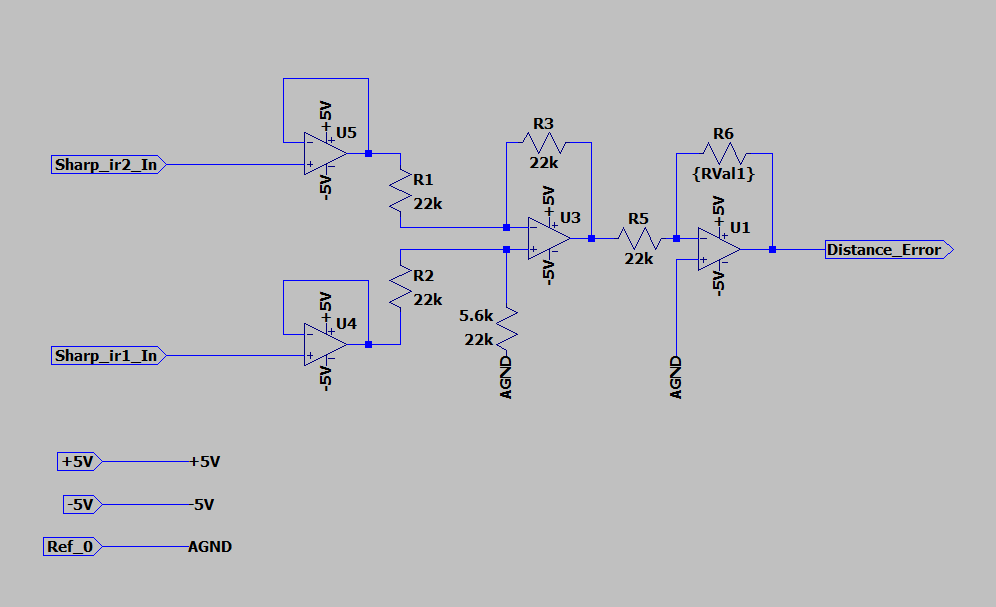 +5V
U5
Sharp_ir2_In
-5V
R1
22k
R3
22k
R6
{RVal1}
+5V
U3
-5V
R5
22k
+5V
U1
-5V
Distance_Error
R2
22k
+5V
U4
Sharp_ir1_In
-5V
5.6k
22k
AGND
AGND
+5V +5V
-5V -5V
Ref_0 AGND